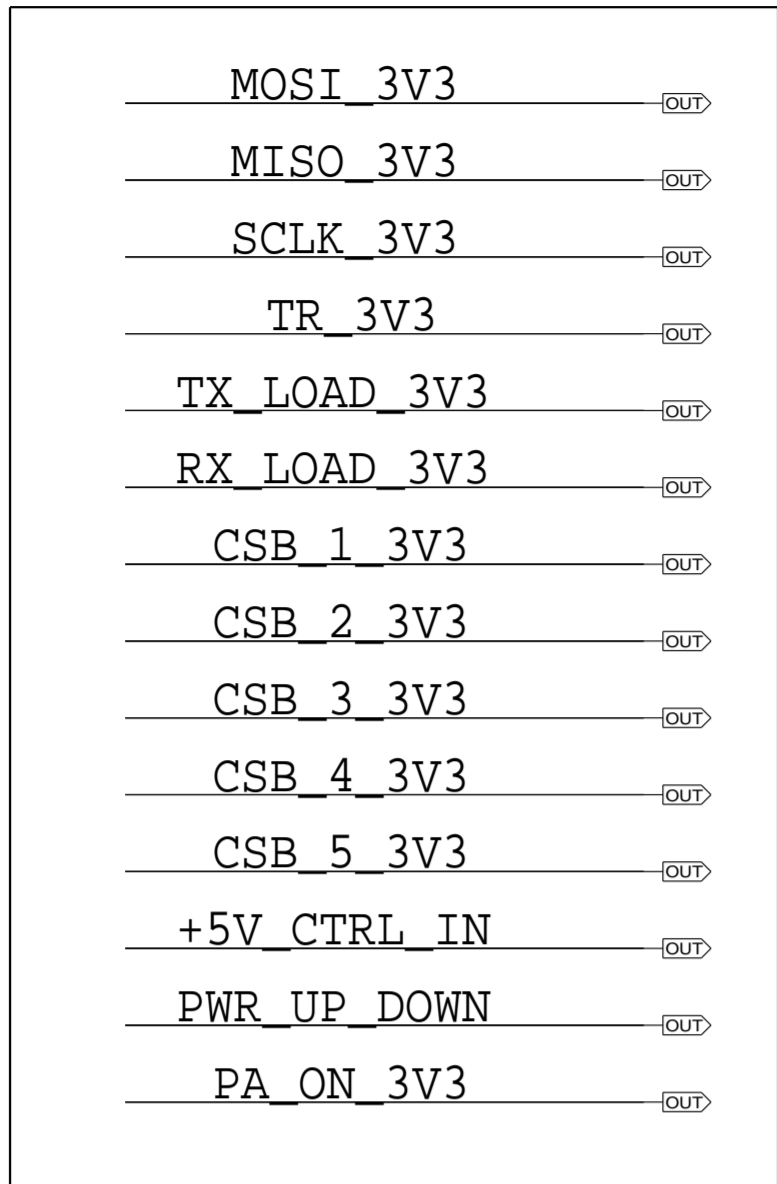 MOSI_3V3 OUT
MISO_3V3 OUT
SCLK_3V3 OUT
TR_3V3 OUT
TX_LOAD_3V3 OUT
RX_LOAD_3V3 OUT
CSB_1_3V3 OUT
CSB_2_3V3 OUT
CSB_3_3V3 OUT
CSB_4_3V3 OUT
CSB_5_3V3 OUT
+5V_CTRL_IN OUT
PWR_UP_DOWN OUT
PA_ON_3V3 OUT